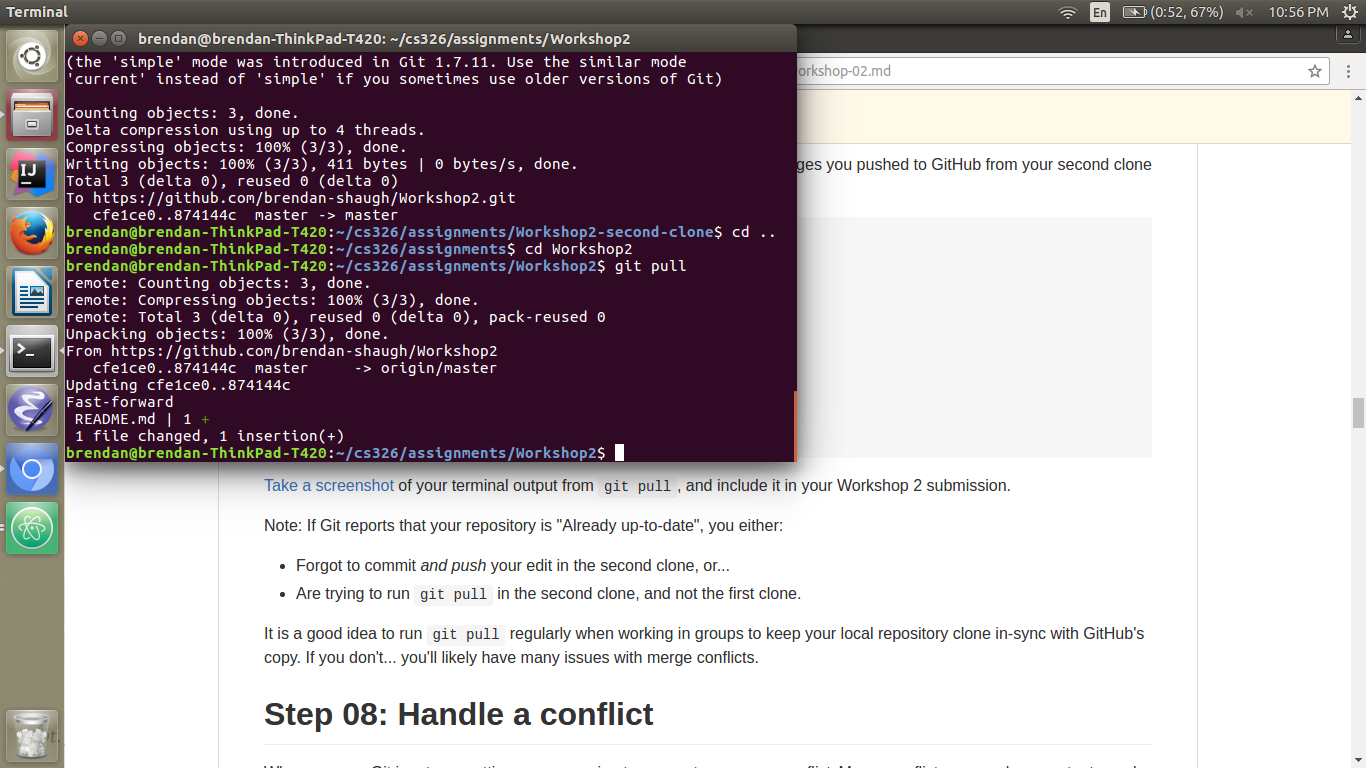 Terminal
En
(0:52, 67%)
10:56 PM
brendan@brendan-ThinkPad-T420: ~/cs326/assignments/Workshop2
(the 'simple' mode was introduced in Git 1.7.11. Use the similar mode
'current' instead of 'simple' if you sometimes use older versions of Git)
Counting objects: 3, done.
Delta compression using up to 4 threads.
Compressing objects: 100% (3/3), done.
Writing objects: 100% (3/3), 411 bytes | 0 bytes/s, done.
Total 3 (delta 0), reused 0 (delta 0)
To https://github.com/brendan-shaugh/Workshop2.git
   cfe1ce0..874144c  master -> master
brendan@brendan-ThinkPad-T420:~/cs326/assignments/Workshop2-second-clone$ cd ..
brendan@brendan-ThinkPad-T420:~/cs326/assignments$ cd Workshop2
brendan@brendan-ThinkPad-T420:~/cs326/assignments/Workshop2$ git pull
remote: Counting objects: 3, done.
remote: Compressing objects: 100% (3/3), done.
remote: Total 3 (delta 0), reused 0 (delta 0), pack-reused 0
Unpacking objects: 100% (3/3), done.
From https://github.com/brendan-shaugh/Workshop2
   cfe1ce0..874144c  master     -> origin/master
Updating cfe1ce0..874144c
Fast-forward
 README.md | 1 +
 1 file changed, 1 insertion(+)
brendan@brendan-ThinkPad-T420:~/cs326/assignments/Workshop2$
orkshop-02.md
ges you pushed to GitHub from your second clone
IJ
>_
Take a screenshot of your terminal output from git pull, and include it in your Workshop 2 submission.
Note: If Git reports that your repository is "Already up-to-date", you either:
• Forgot to commit and push your edit in the second clone, or...
• Are trying to run git pull in the second clone, and not the first clone.
It is a good idea to run git pull regularly when working in groups to keep your local repository clone in-sync with GitHub's
copy. If you don't... you'll likely have many issues with merge conflicts.
Step 08: Handle a conflict